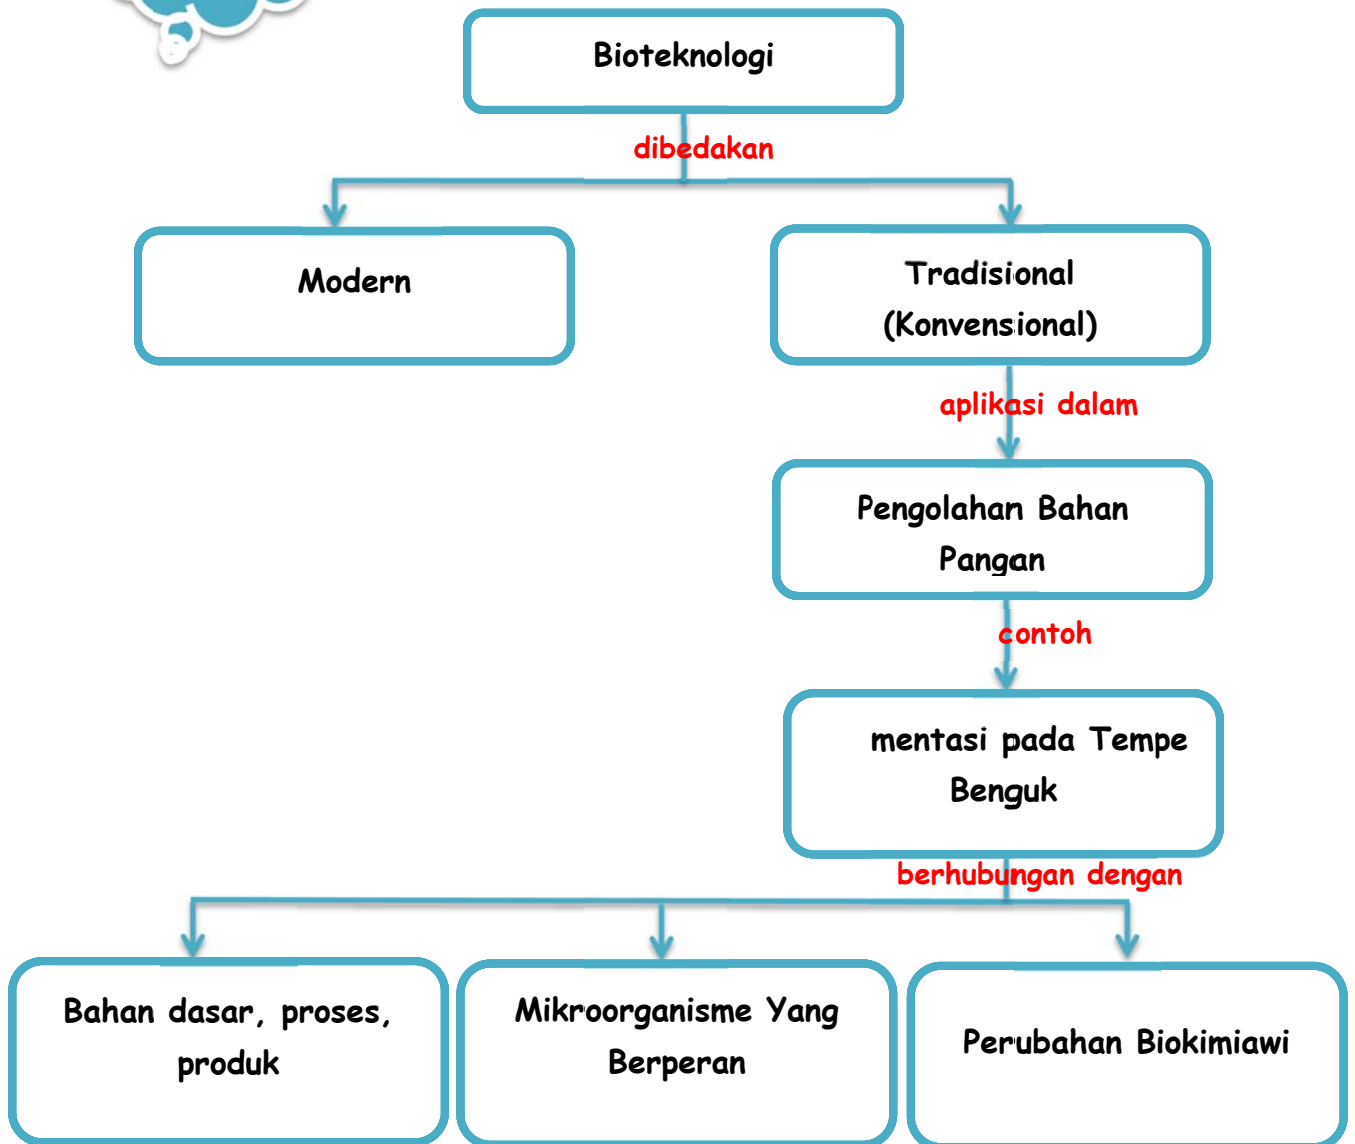 Bioteknologi
dibedakan
Modern
Tradisional
(Konvensional)
aplikasi dalam
Pengolahan Bahan
Pangan
contoh
mentasi pada Tempe
Benguk
berhubungan dengan
Bahan dasar, proses,
produk
Mikroorganisme Yang
Berperan
Perubahan Biokimiawi